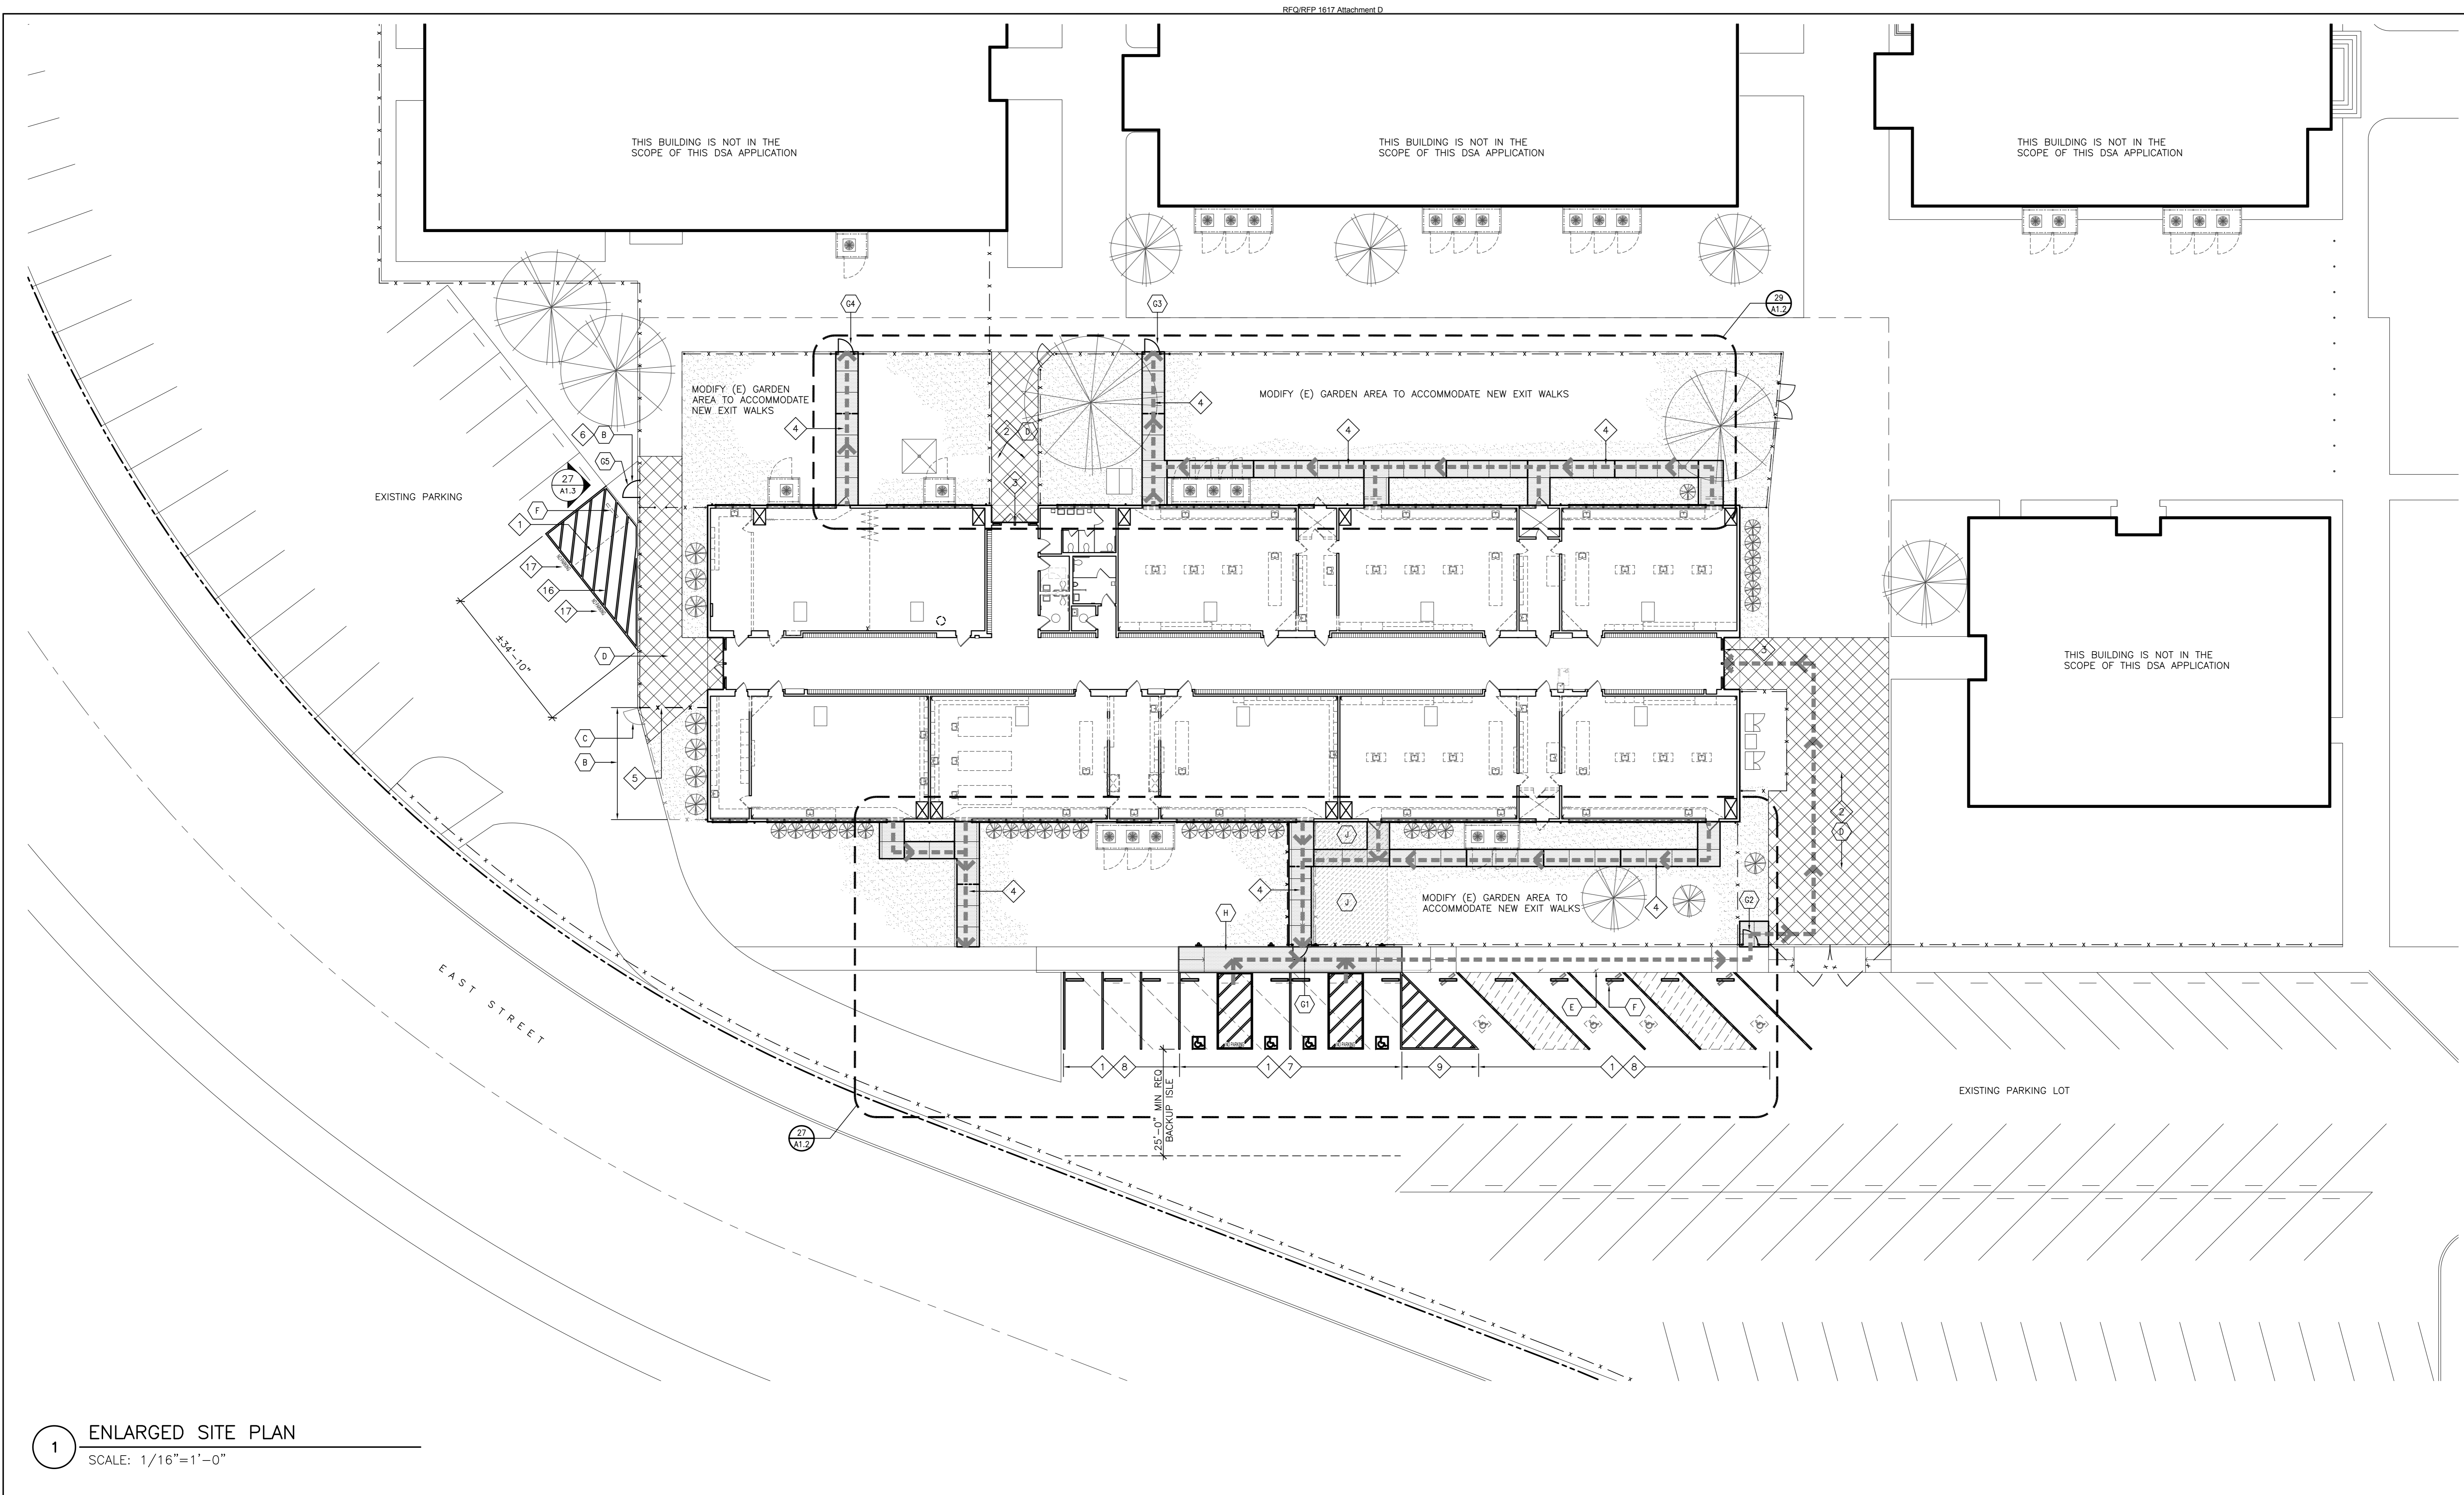 RFQ/RFP 1617 Attachment D
THIS BUILDING IS NOT IN THE
SCOPE OF THIS DSA APPLICATION
THIS BUILDING IS NOT IN THE
SCOPE OF THIS DSA APPLICATION
THIS BUILDING IS NOT IN THE
SCOPE OF THIS DSA APPLICATION
G4
G3
29
A1.2
MODIFY (E) GARDEN
AREA TO ACCOMMODATE
NEW EXIT WALKS
MODIFY (E) GARDEN AREA TO ACCOMMODATE NEW EXIT WALKS
4
4
4
4
2
D
3
6
B
G5
27
A1.3
EXISTING PARKING
F
1
17
16
17
±34'-10"
D
C
B
5
3
THIS BUILDING IS NOT IN THE
SCOPE OF THIS DSA APPLICATION
2
D
J
4
4
J
MODIFY (E) GARDEN AREA TO
ACCOMMODATE NEW EXIT WALKS
4
G2
H
G1
E
F
EAST STREET
NO PARKING
NO PARKING
1
8
1
7
9
1
8
25'-0" MIN REQ
BACKUP ISLE
EXISTING PARKING LOT
27
A1.2
1
ENLARGED SITE PLAN
SCALE: 1/16"=1'-0"